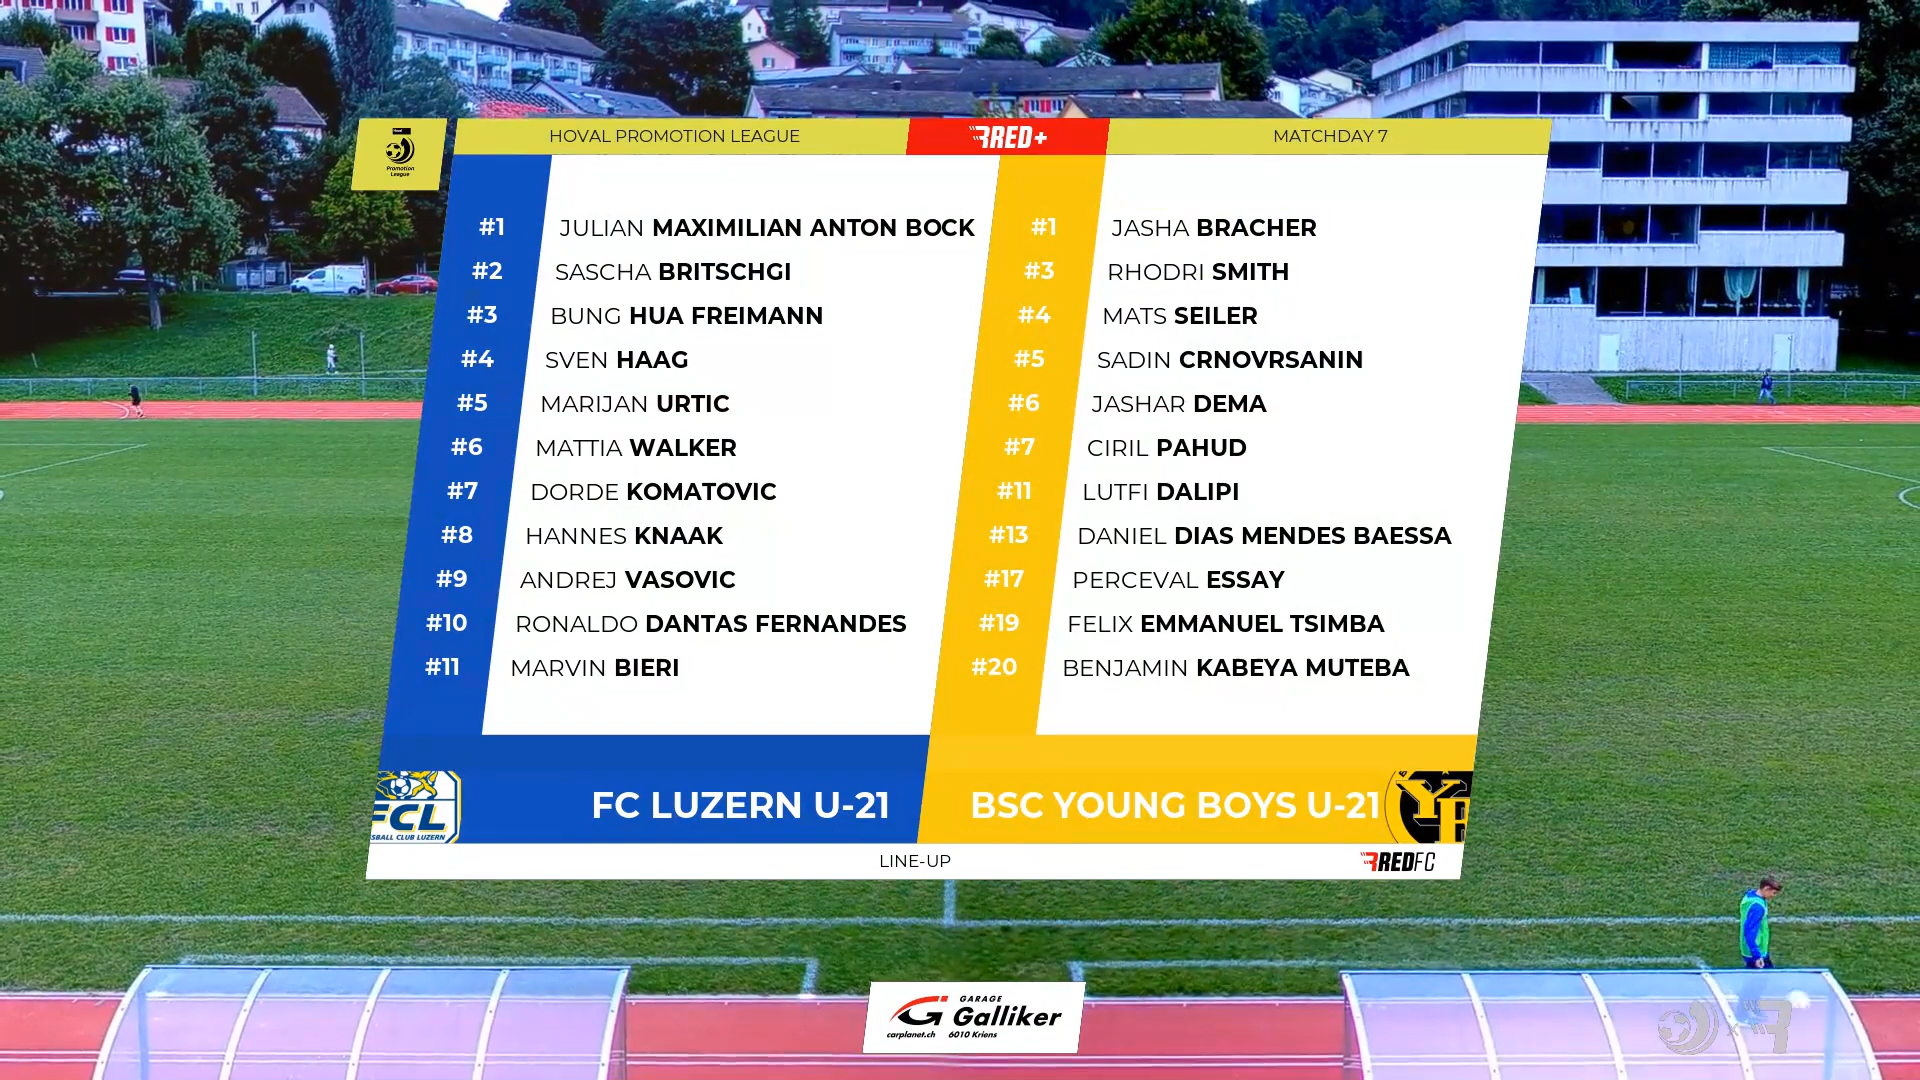 HOVAL PROMOTION LEAGUE
RED+
MATCHDAY 7
Promotion
League
#1 JULIAN MAXIMILIAN ANTON BOCK
#2 SASCHA BRITSCHGI
#3 BUNG HUA FREIMANN
#4 SVEN HAAG
#5 MARIJAN URTIC
#6 MATTIA WALKER
#7 DORDE KOMATOVIC
#8 HANNES KNAAK
#9 ANDREJ VASOVIC
#10 RONALDO DANTAS FERNANDES
#11 MARVIN BIERI
#1 JASHA BRACHER
#3 RHODRI SMITH
#4 MATS SEILER
#5 SADIN CRNOVRSANIN
#6 JASHAR DEMA
#7 CIRIL PAHUD
#11 LUTFI DALIPI
#13 DANIEL DIAS MENDES BAESSA
#17 PERCEVAL ESSAY
#19 FELIX EMMANUEL TSIMBA
#20 BENJAMIN KABEYA MUTEBA
FCL
SBALL CLUB LUZERN
FC LUZERN U-21
BSC YOUNG BOYS U-21
YB
LINE-UP
REDFC
GARAGE
Galliker
carplanet.ch 6010 Kriens